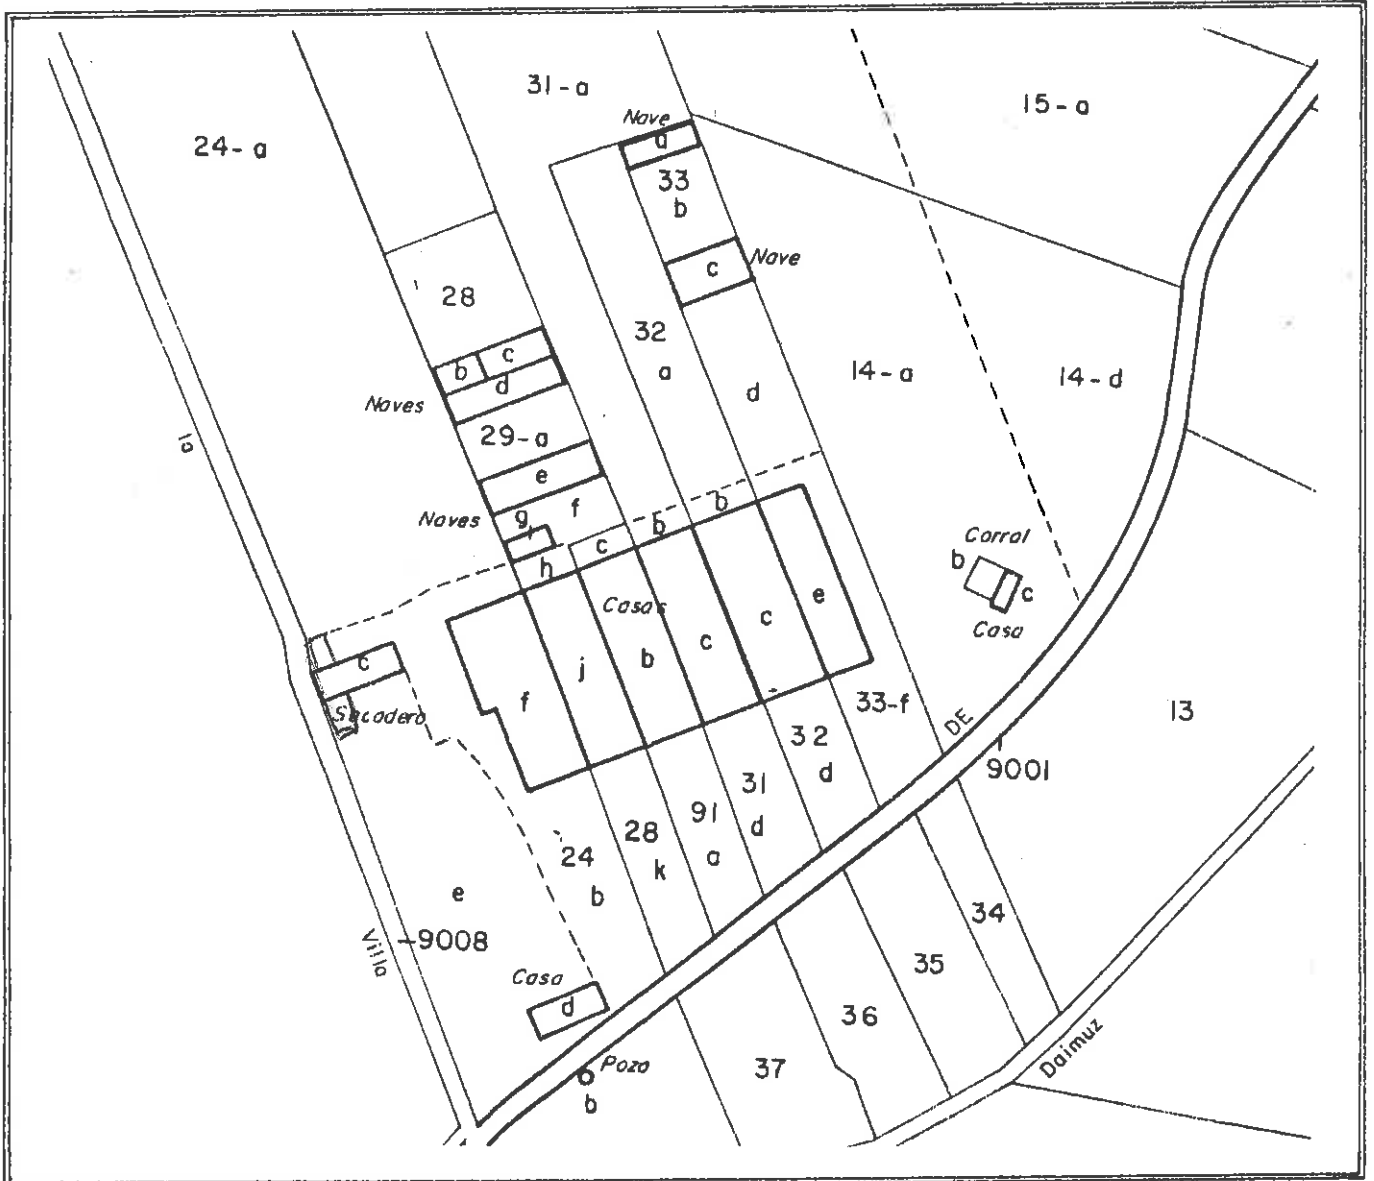 31-a
15-a
Nave
a
24-a
33
b
Nave
c
28
32
a
14-a
14-d
d
b
c
d
Naves
29-a
la
e
f
Naves
g
b
b
c
h
Corral
b
c
Casa
Casas
e
c
c
b
j
f
c
Secadero
33-f
13
DE
32
d
9001
31
d
91
a
28
k
24
b
e
34
9008
Villa
35
Casa
d
36
Daimuz
37
Pozo
b